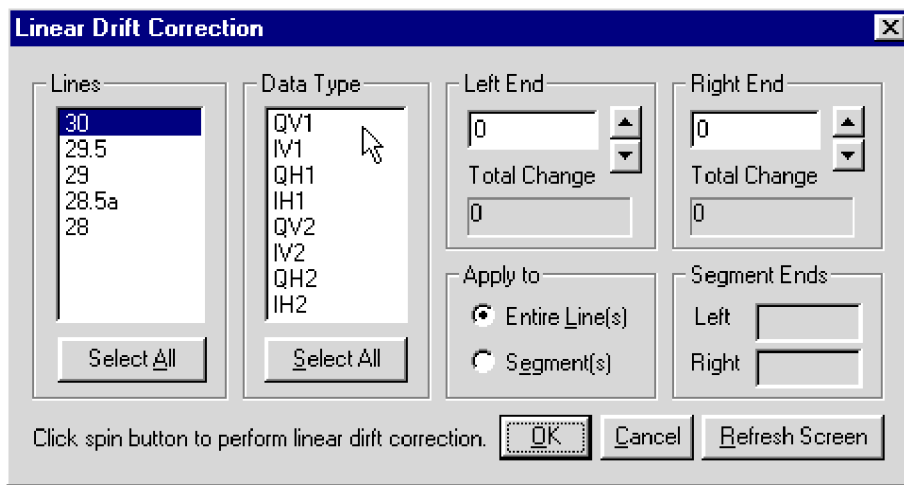 Linear Drift Correction
Lines
30
29.5
29
28.5a
28
Select All
Data Type
QV1
IV1
QH1
IH1
QV2
IV2
QH2
IH2
Select All
Left End
0
Total Change
0
Right End
0
Total Change
0
Apply to
Entire Line(s)
Segment(s)
Segment Ends
Left
Right
Click spin button to perform linear dirft correction.
OK
Cancel
Refresh Screen